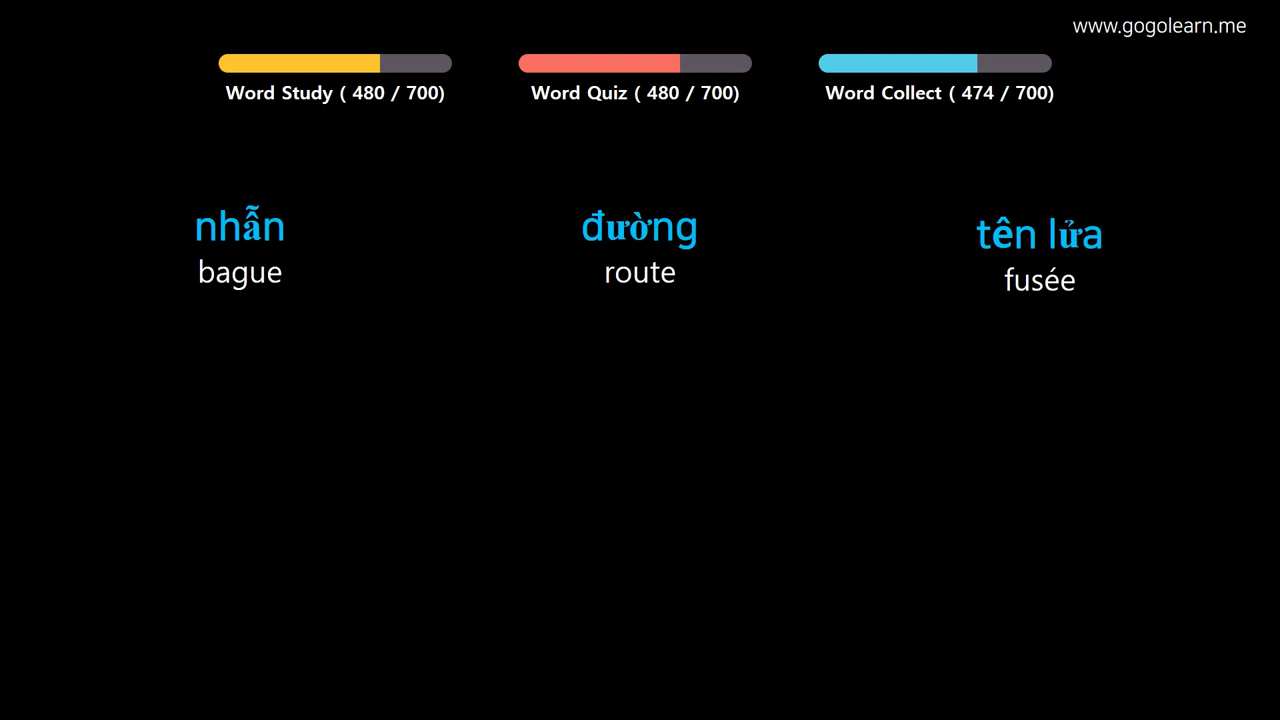 www.gogolearn.me
Word Study ( 480 / 700)
Word Quiz ( 480 / 700)
Word Collect ( 474 / 700)
nhẫn
bague
đường
route
tên lửa
fusée